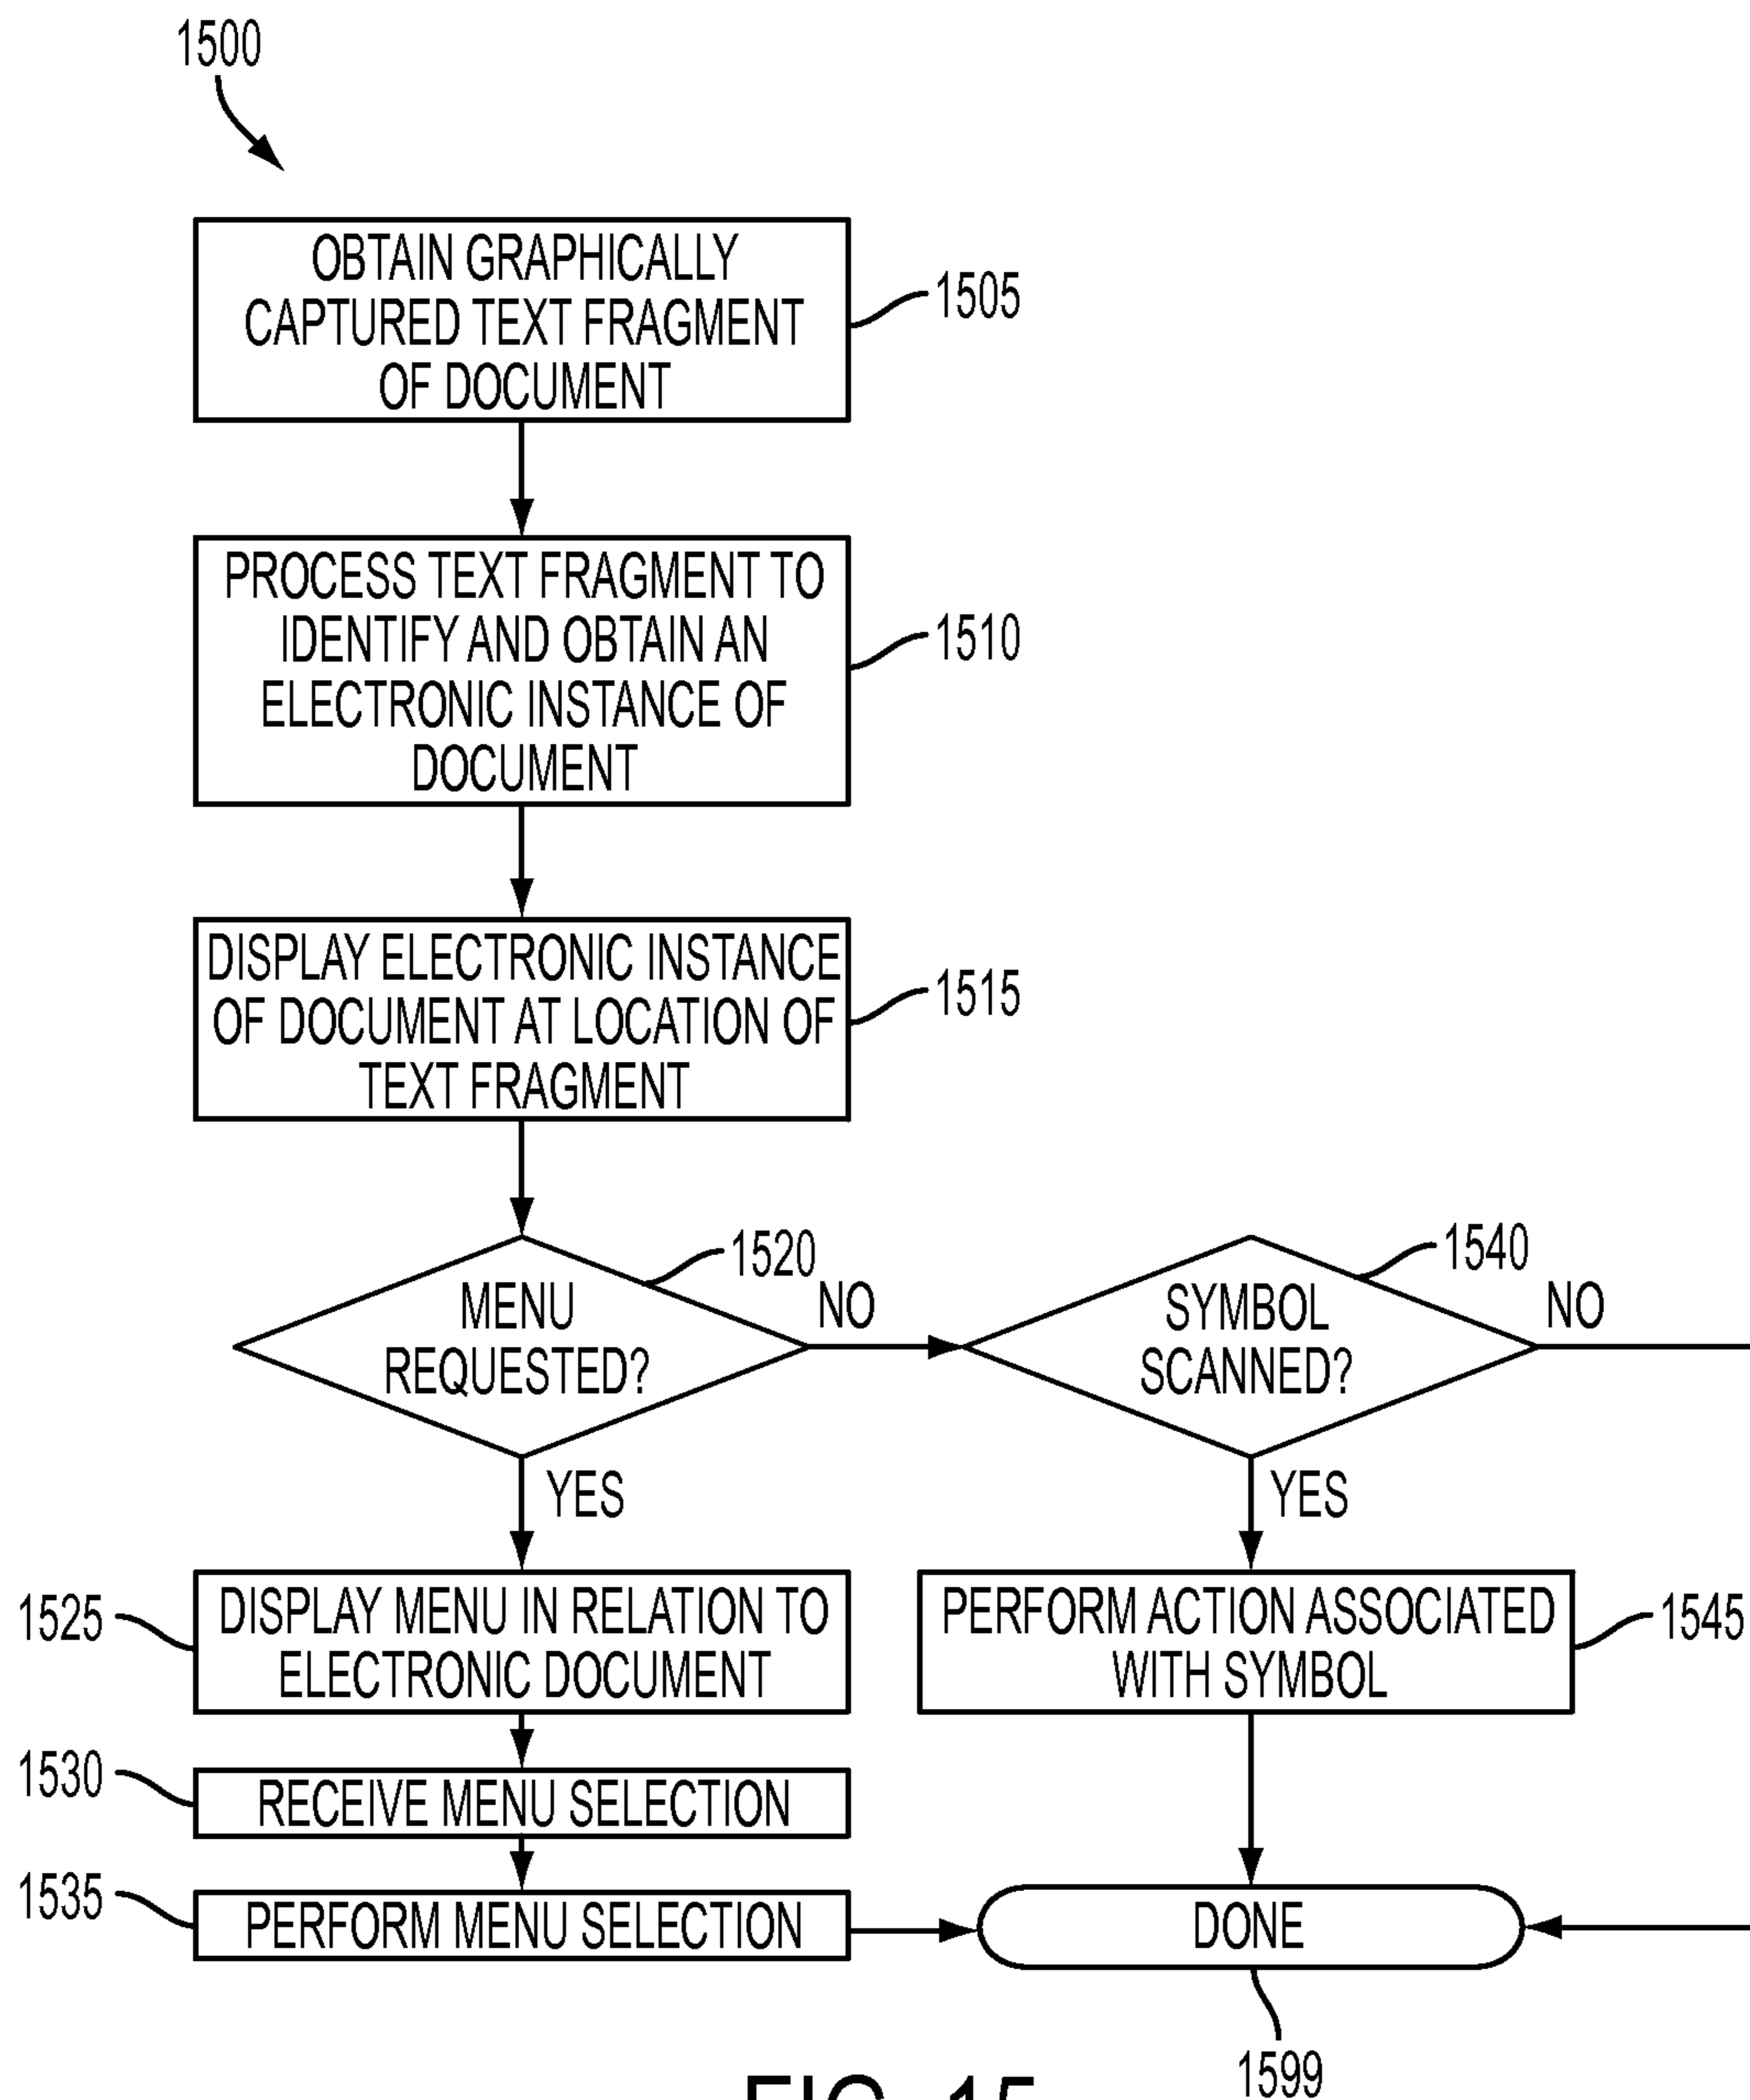 1500
OBTAIN GRAPHICALLY
CAPTURED TEXT FRAGMENT
OF DOCUMENT
1505
PROCESS TEXT FRAGMENT TO
IDENTIFY AND OBTAIN AN
ELECTRONIC INSTANCE OF
DOCUMENT
1510
DISPLAY ELECTRONIC INSTANCE
OF DOCUMENT AT LOCATION OF
TEXT FRAGMENT
1515
MENU
REQUESTED?
1520
NO
YES
SYMBOL
SCANNED?
1540
NO
YES
1525
DISPLAY MENU IN RELATION TO
ELECTRONIC DOCUMENT
PERFORM ACTION ASSOCIATED
WITH SYMBOL
1545
1530
RECEIVE MENU SELECTION
1535
PERFORM MENU SELECTION
DONE
1599
FIG. 15